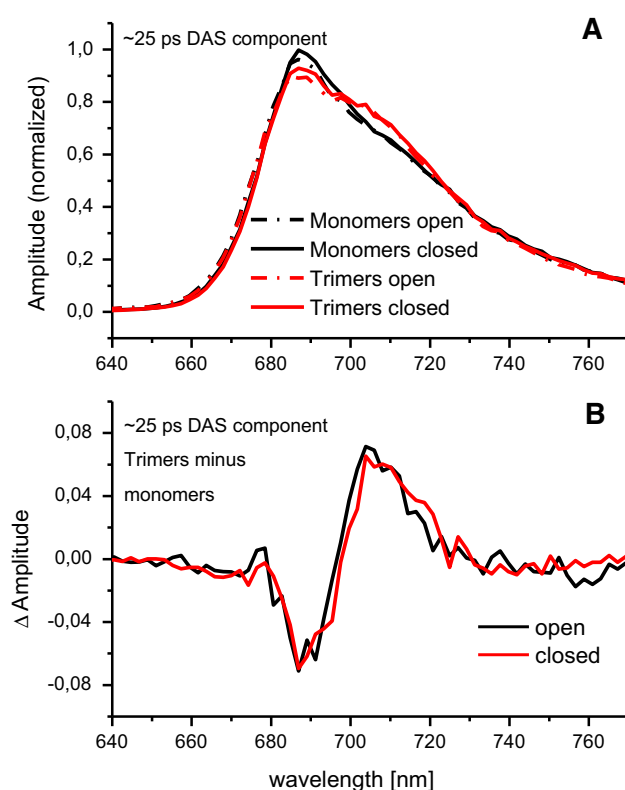 A
~25 ps DAS component
Amplitude (normalized)
1,0
0,8
0,6
0,4
0,2
0,0
Monomers open
Monomers closed
Trimers open
Trimers closed
640 660 680 700 720 740 760
B
~25 ps DAS component
Trimers minus
monomers
Δ Amplitude
0,08
0,04
0,00
-0,04
-0,08
open
closed
640 660 680 700 720 740 760
wavelength [nm]